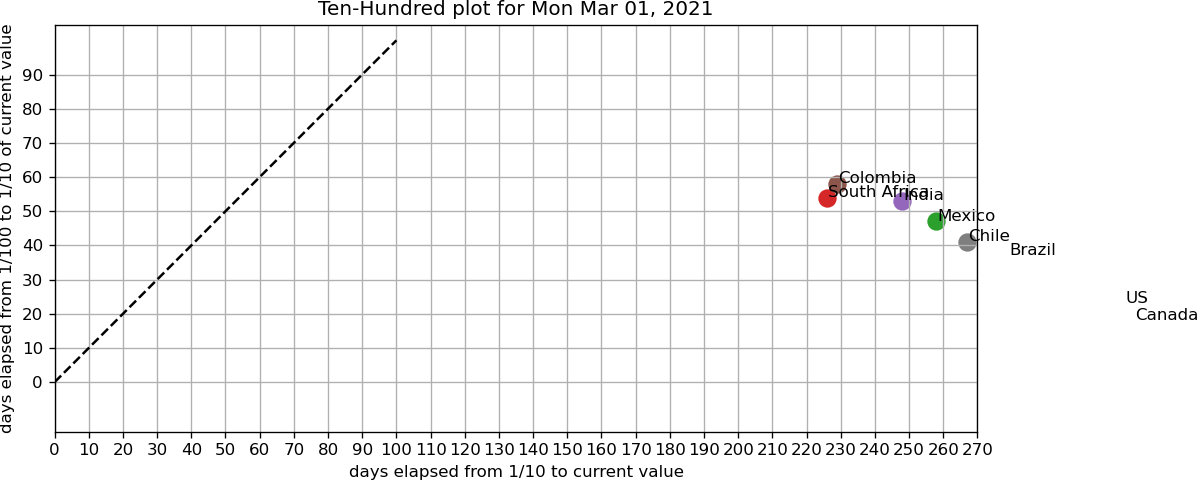 Ten-Hundred plot for Mon Mar 01, 2021
days elapsed from 1/100 to 1/10 of current value
90
80
70
60
50
40
30
20
10
0
Colombia
South Africa
India
Mexico
Chile
Brazil
US
Canada
0 10 20 30 40 50 60 70 80 90 100 110 120 130 140 150 160 170 180 190 200 210 220 230 240 250 260 270
days elapsed from 1/10 to current value